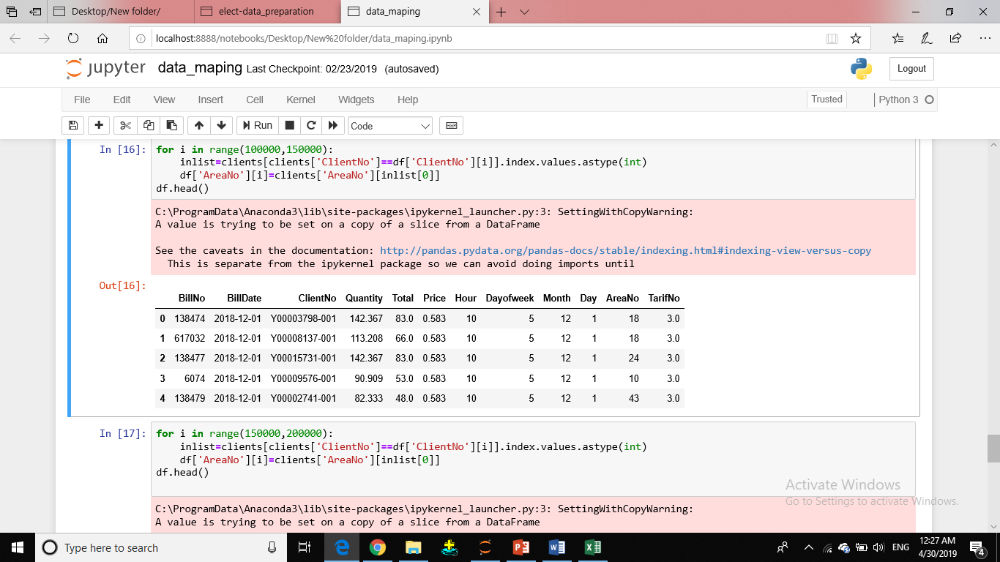 Desktop/New folder/
elect-data_preparation
data_maping
localhost:8888/notebooks/Desktop/New%20folder/data_maping.ipynb
jupyter data_maping Last Checkpoint: 02/23/2019 (autosaved)
Logout
File Edit View Insert Cell Kernel Widgets Help
Trusted
Python 3
Run
Code
In [16]: for i in range(100000,150000):
    inlist=clients[clients['ClientNo']==df['ClientNo'][i]].index.values.astype(int)
    df['AreaNo'][i]=clients['AreaNo'][inlist[0]]
df.head()
C:\ProgramData\Anaconda3\lib\site-packages\ipykernel_launcher.py:3: SettingWithCopyWarning:
A value is trying to be set on a copy of a slice from a DataFrame
See the caveats in the documentation: http://pandas.pydata.org/pandas-docs/stable/indexing.html#indexing-view-versus-copy
  This is separate from the ipykernel package so we can avoid doing imports until
Out[16]:
BillNo BillDate ClientNo Quantity Total Price Hour Dayofweek Month Day AreaNo TarifNo
0 138474 2018-12-01 Y00003798-001 142.367 83.0 0.583 10 5 12 1 18 3.0
1 617032 2018-12-01 Y00008137-001 113.208 66.0 0.583 10 5 12 1 18 3.0
2 138477 2018-12-01 Y00015731-001 142.367 83.0 0.583 10 5 12 1 24 3.0
3 6074 2018-12-01 Y00009576-001 90.909 53.0 0.583 10 5 12 1 10 3.0
4 138479 2018-12-01 Y00002741-001 82.333 48.0 0.583 10 5 12 1 43 3.0
In [17]: for i in range(150000,200000):
    inlist=clients[clients['ClientNo']==df['ClientNo'][i]].index.values.astype(int)
    df['AreaNo'][i]=clients['AreaNo'][inlist[0]]
df.head()
C:\ProgramData\Anaconda3\lib\site-packages\ipykernel_launcher.py:3: SettingWithCopyWarning:
A value is trying to be set on a copy of a slice from a DataFrame
Activate Windows
Go to Settings to activate Windows.
Type here to search
ENG
12:27 AM
4/30/2019
4